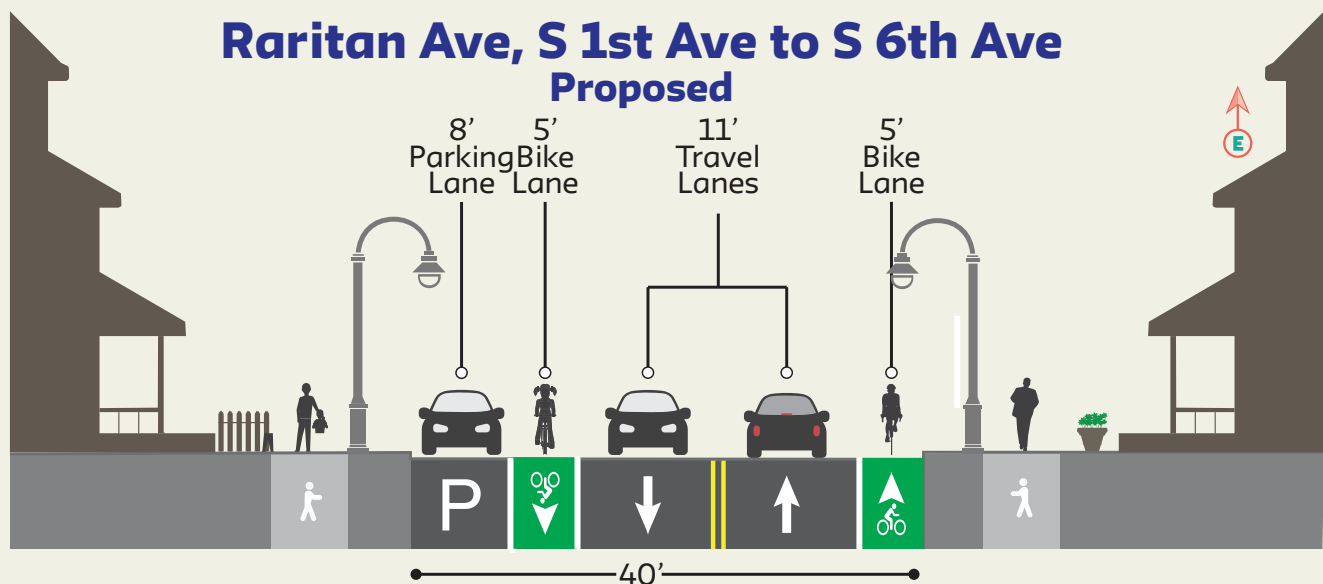 Raritan Ave, S 1st Ave to S 6th Ave
Proposed
8’
Parking
Lane
5’
Bike
Lane
11’
Travel
Lanes
5’
Bike
Lane
E
P
40’